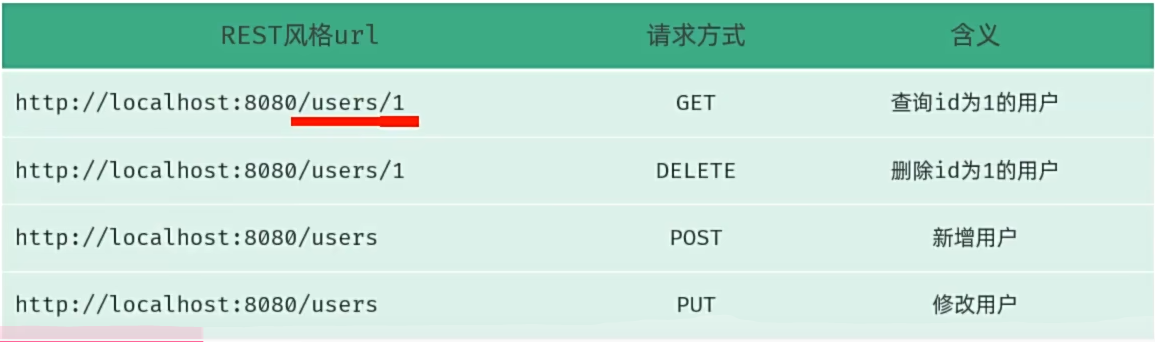 REST风格url 请求方式 含义
http://localhost:8080/users/1 GET 查询id为1的用户
http://localhost:8080/users/1 DELETE 删除id为1的用户
http://localhost:8080/users POST 新增用户
http://localhost:8080/users PUT 修改用户